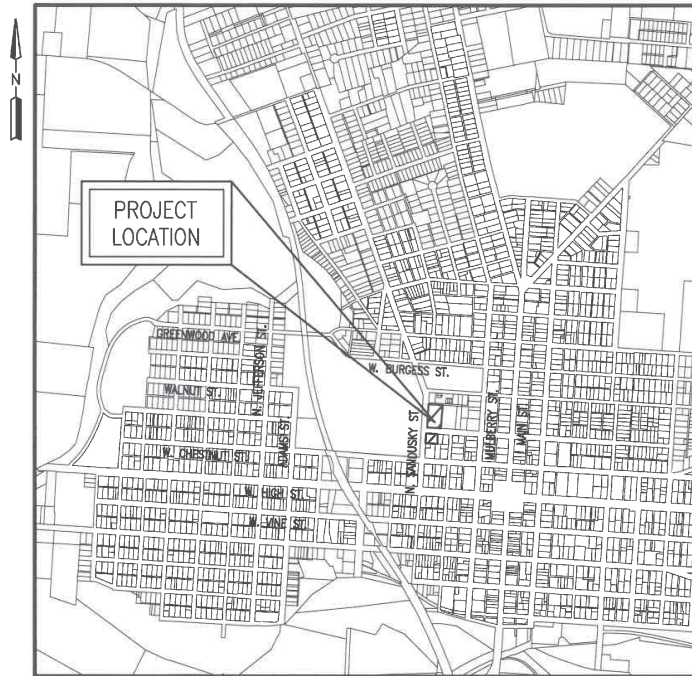 N
PROJECT
LOCATION
GREENWOOD AVE.
N. JEFFERSON ST.
W. BURGESS ST.
WALNUT ST.
ADAMS ST.
N. SANDUSKY ST.
MULBERRY ST.
MAIN ST.
W. CHESTNUT ST.
W. HIGH ST.
W. VINE ST.